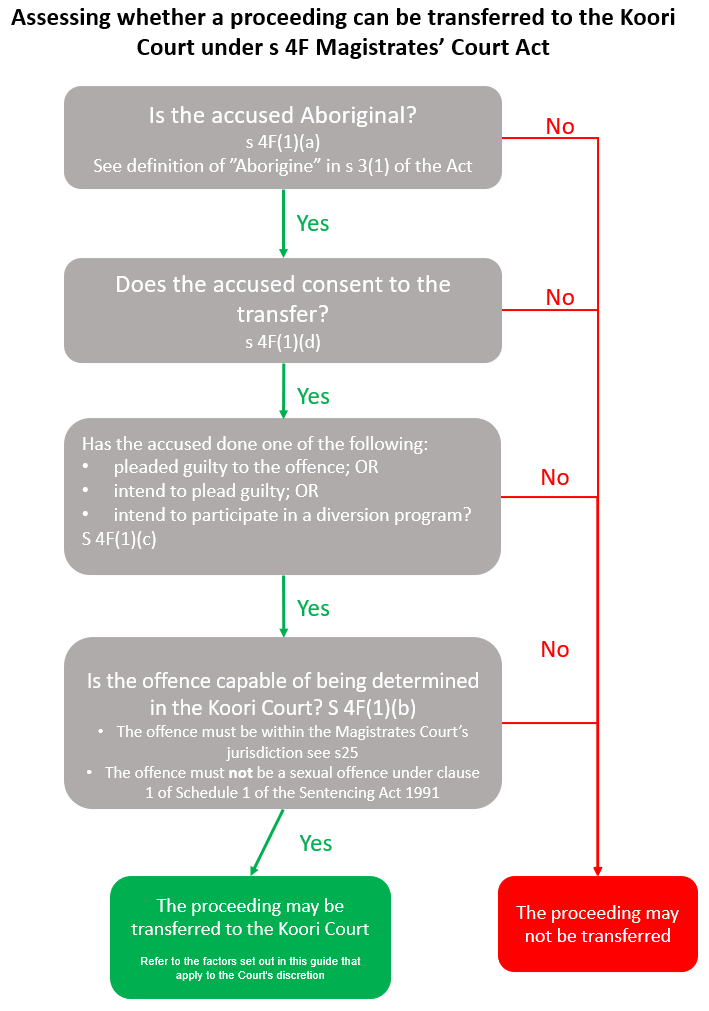 Assessing whether a proceeding can be transferred to the Koori
Court under s 4F Magistrates’ Court Act
Is the accused Aboriginal?
s 4F(1)(a)
See definition of ”Aborigine” in s 3(1) of the Act
No
Yes
Does the accused consent to the
transfer?
s 4F(1)(d)
No
Yes
Has the accused done one of the following:
• pleaded guilty to the offence; OR
• intend to plead guilty; OR
• intend to participate in a diversion program?
S 4F(1)(c)
No
Yes
Is the offence capable of being determined
in the Koori Court? S 4F(1)(b)
• The offence must be within the Magistrates Court’s
jurisdiction see s25
• The offence must not be a sexual offence under clause
1 of Schedule 1 of the Sentencing Act 1991
No
Yes
The proceeding may be
transferred to the Koori Court
Refer to the factors set out in this guide that
apply to the Court's discretion
The proceeding may
not be transferred